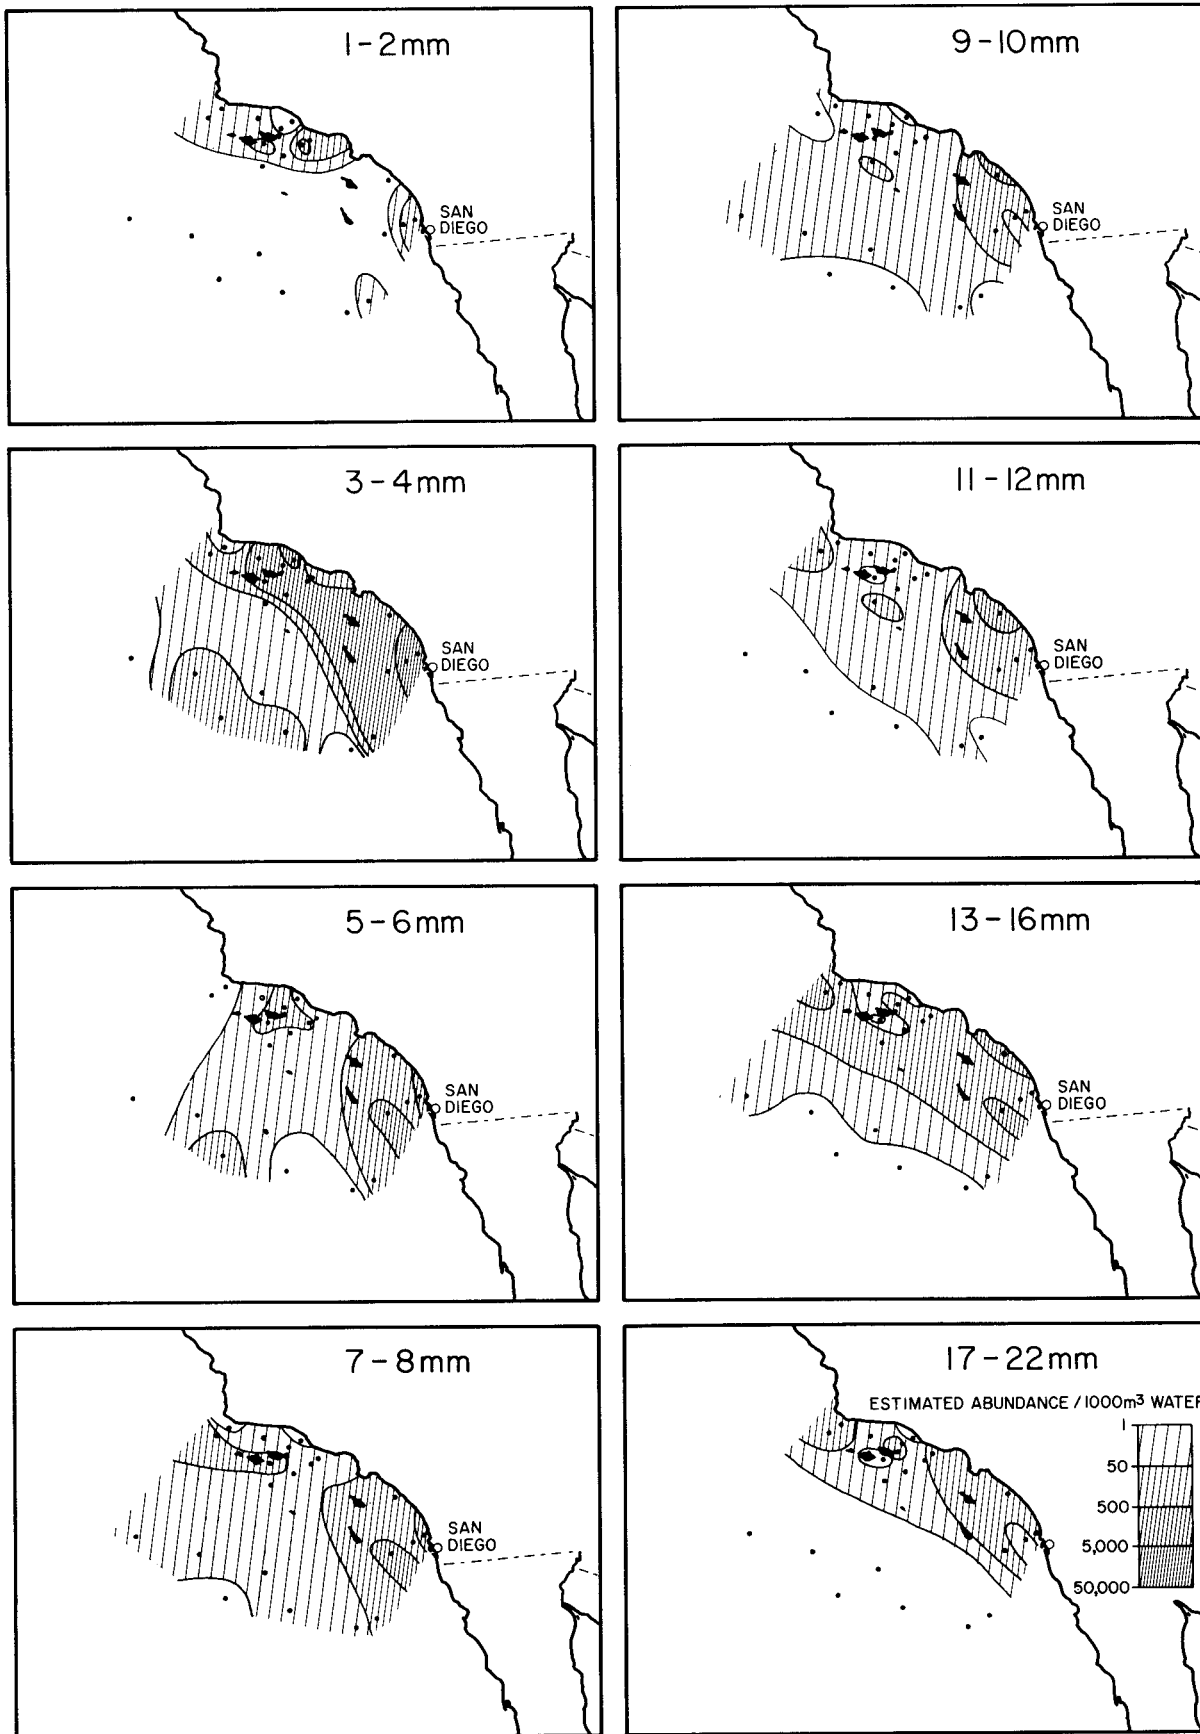 1-2mm
SAN
DIEGO
9-10mm
SAN
DIEGO
3-4mm
SAN
DIEGO
11-12mm
SAN
DIEGO
5-6mm
SAN
DIEGO
13-16mm
SAN
DIEGO
7-8mm
SAN
DIEGO
17-22mm
ESTIMATED ABUNDANCE / 1000m³ WATER
1
50
500
5,000
50,000